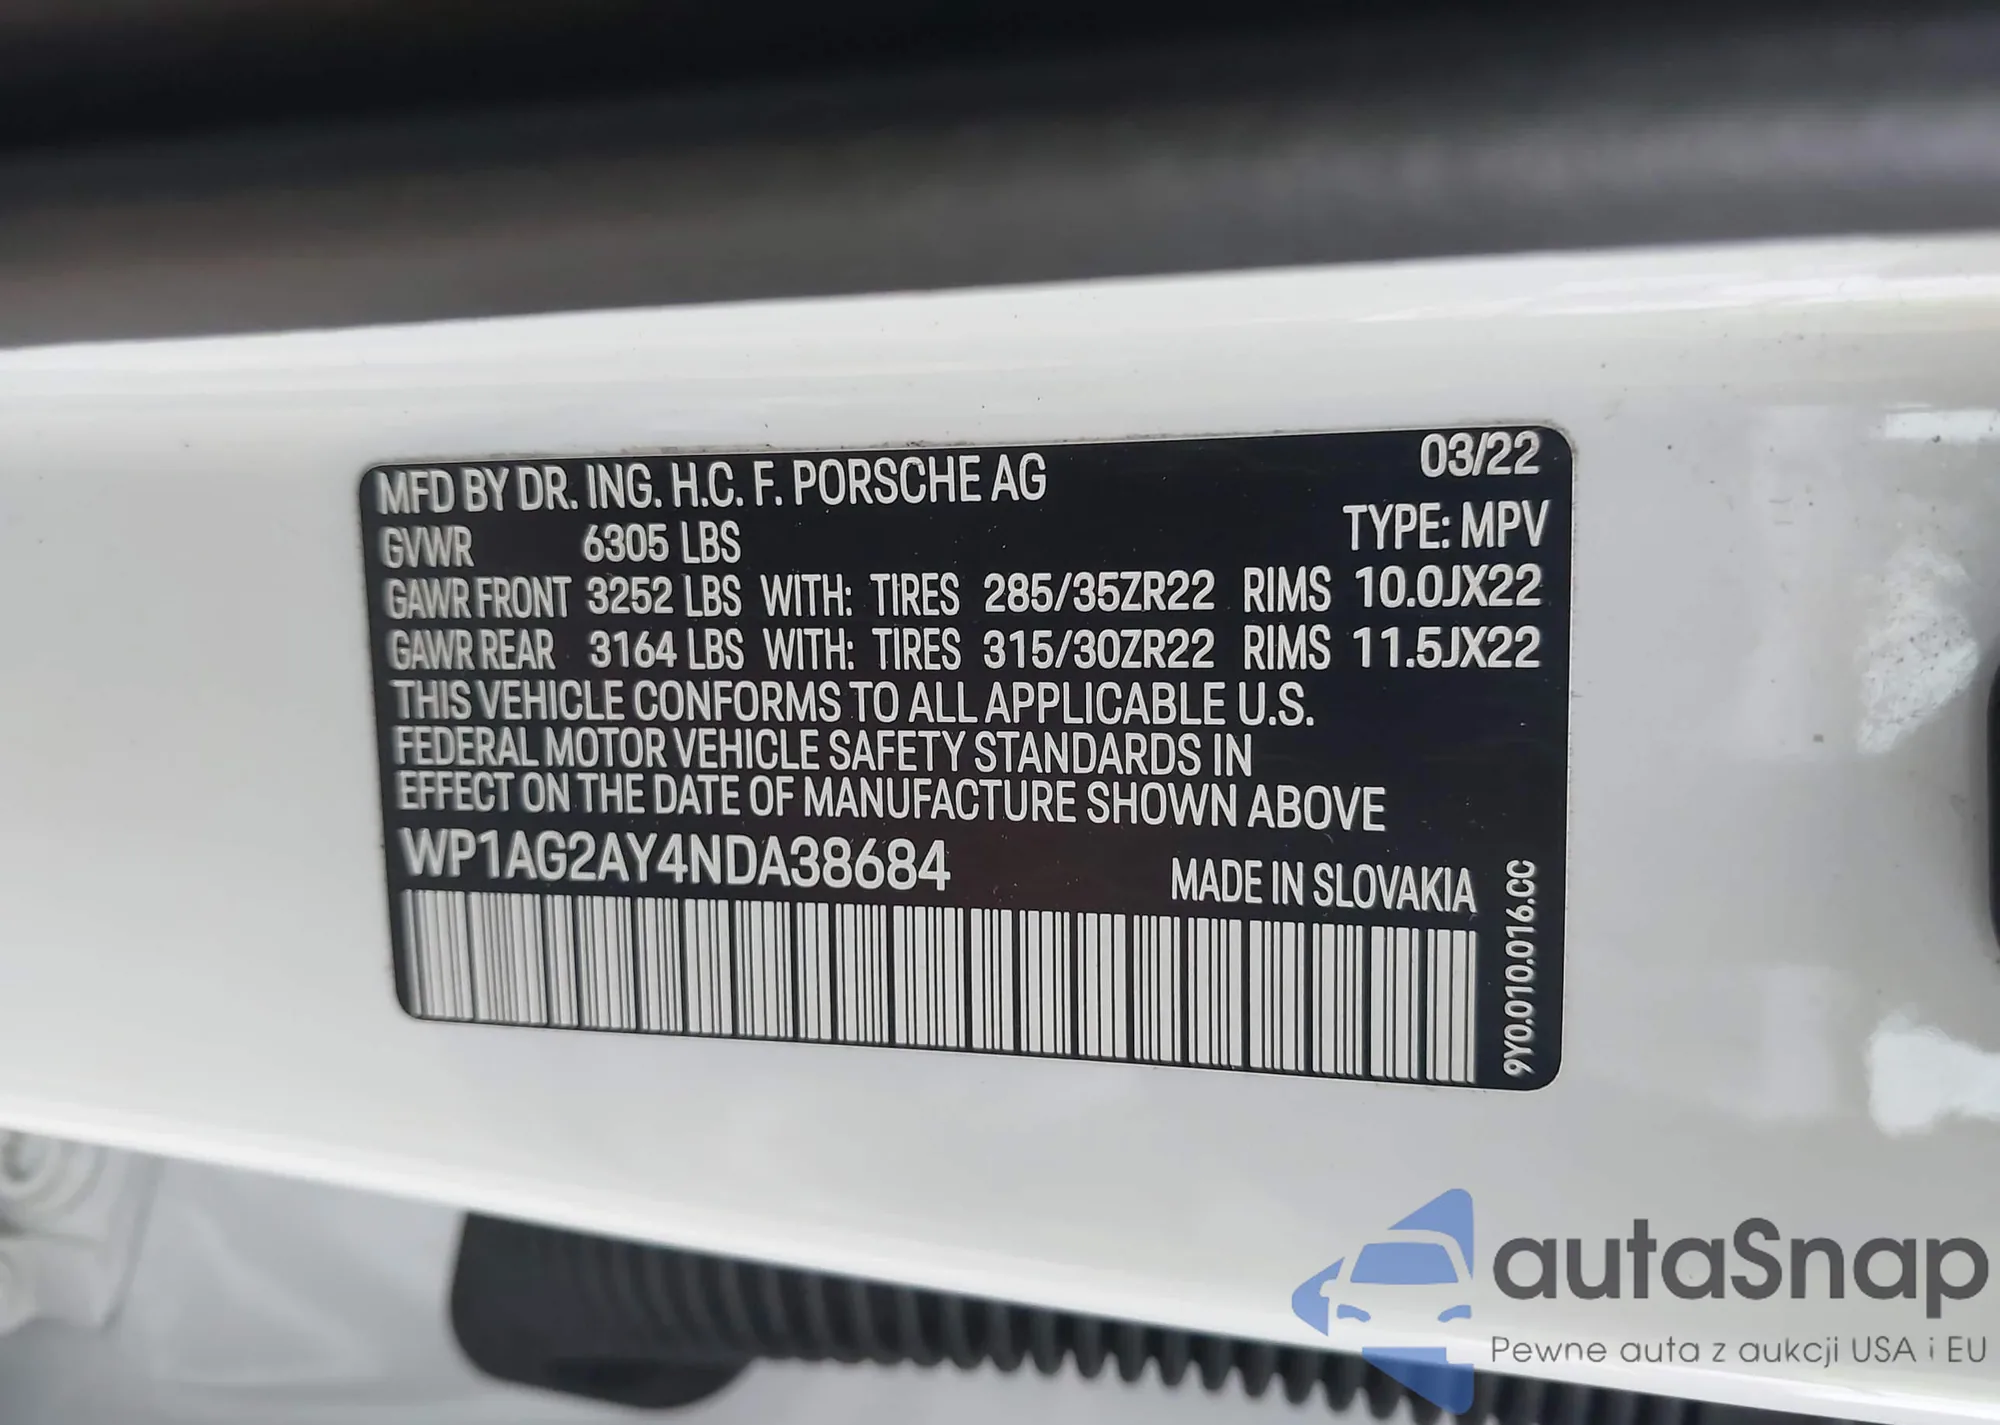 MFD BY DR. ING. H.C. F. PORSCHE AG 03/22
GVWR 6305 LBS TYPE: MPV
GAWR FRONT 3252 LBS WITH: TIRES 285/35ZR22 RIMS 10.0JX22
GAWR REAR 3164 LBS WITH: TIRES 315/30ZR22 RIMS 11.5JX22
THIS VEHICLE CONFORMS TO ALL APPLICABLE U.S.
FEDERAL MOTOR VEHICLE SAFETY STANDARDS IN
EFFECT ON THE DATE OF MANUFACTURE SHOWN ABOVE
WP1AG2AY4NDA38684 MADE IN SLOVAKIA
9Y0.010.016.CC
autaSnap
Pewne auta z aukcji USA i EU